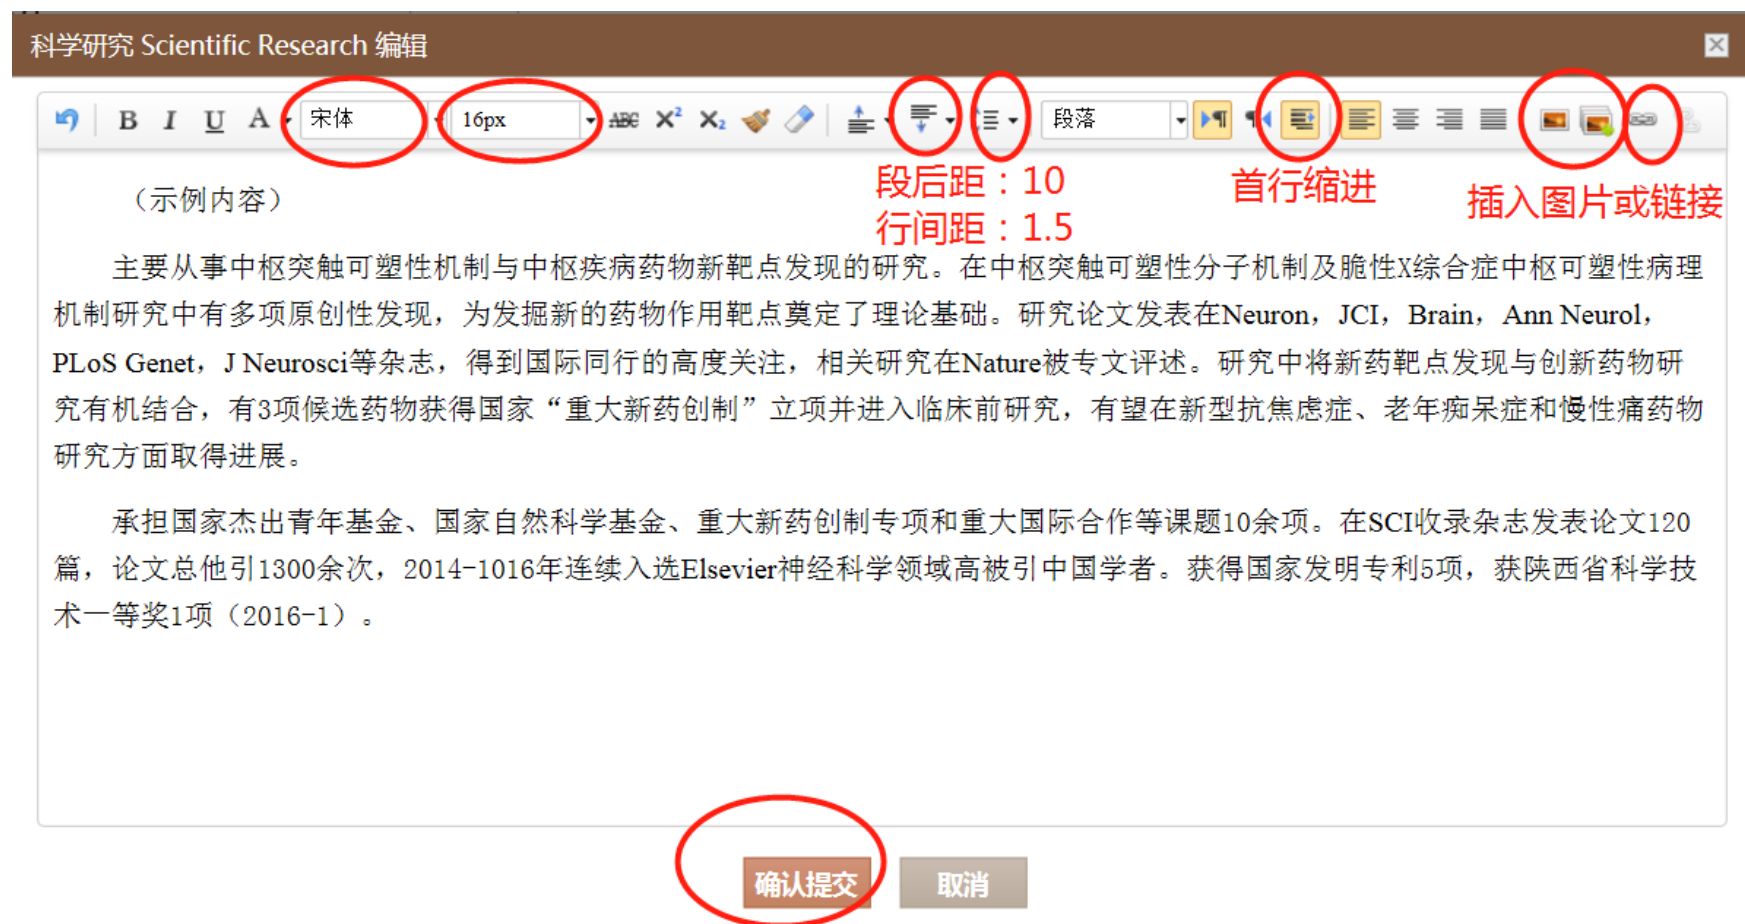 科学研究 Scientific Research 编辑
B I U A 宋体 16px ABC X² X₂ 段落
段后距：10
行间距：1.5
首行缩进
插入图片或链接
（示例内容）
主要从事中枢突触可塑性机制与中枢疾病药物新靶点发现的研究。在中枢突触可塑性分子机制及脆性X综合症中枢可塑性病理
机制研究中有多项原创性发现，为发掘新的药物作用靶点奠定了理论基础。研究论文发表在Neuron，JCI，Brain，Ann Neurol，
PLoS Genet，J Neurosci等杂志，得到国际同行的高度关注，相关研究在Nature被专文评述。研究中将新药靶点发现与创新药物研
究有机结合，有3项候选药物获得国家“重大新药创制”立项并进入临床前研究，有望在新型抗焦虑症、老年痴呆症和慢性痛药物
研究方面取得进展。
承担国家杰出青年基金、国家自然科学基金、重大新药创制专项和重大国际合作等课题10余项。在SCI收录杂志发表论文120
篇，论文总他引1300余次，2014-1016年连续入选Elsevier神经科学领域高被引中国学者。获得国家发明专利5项，获陕西省科学技
术一等奖1项（2016-1）。
确认提交 取消